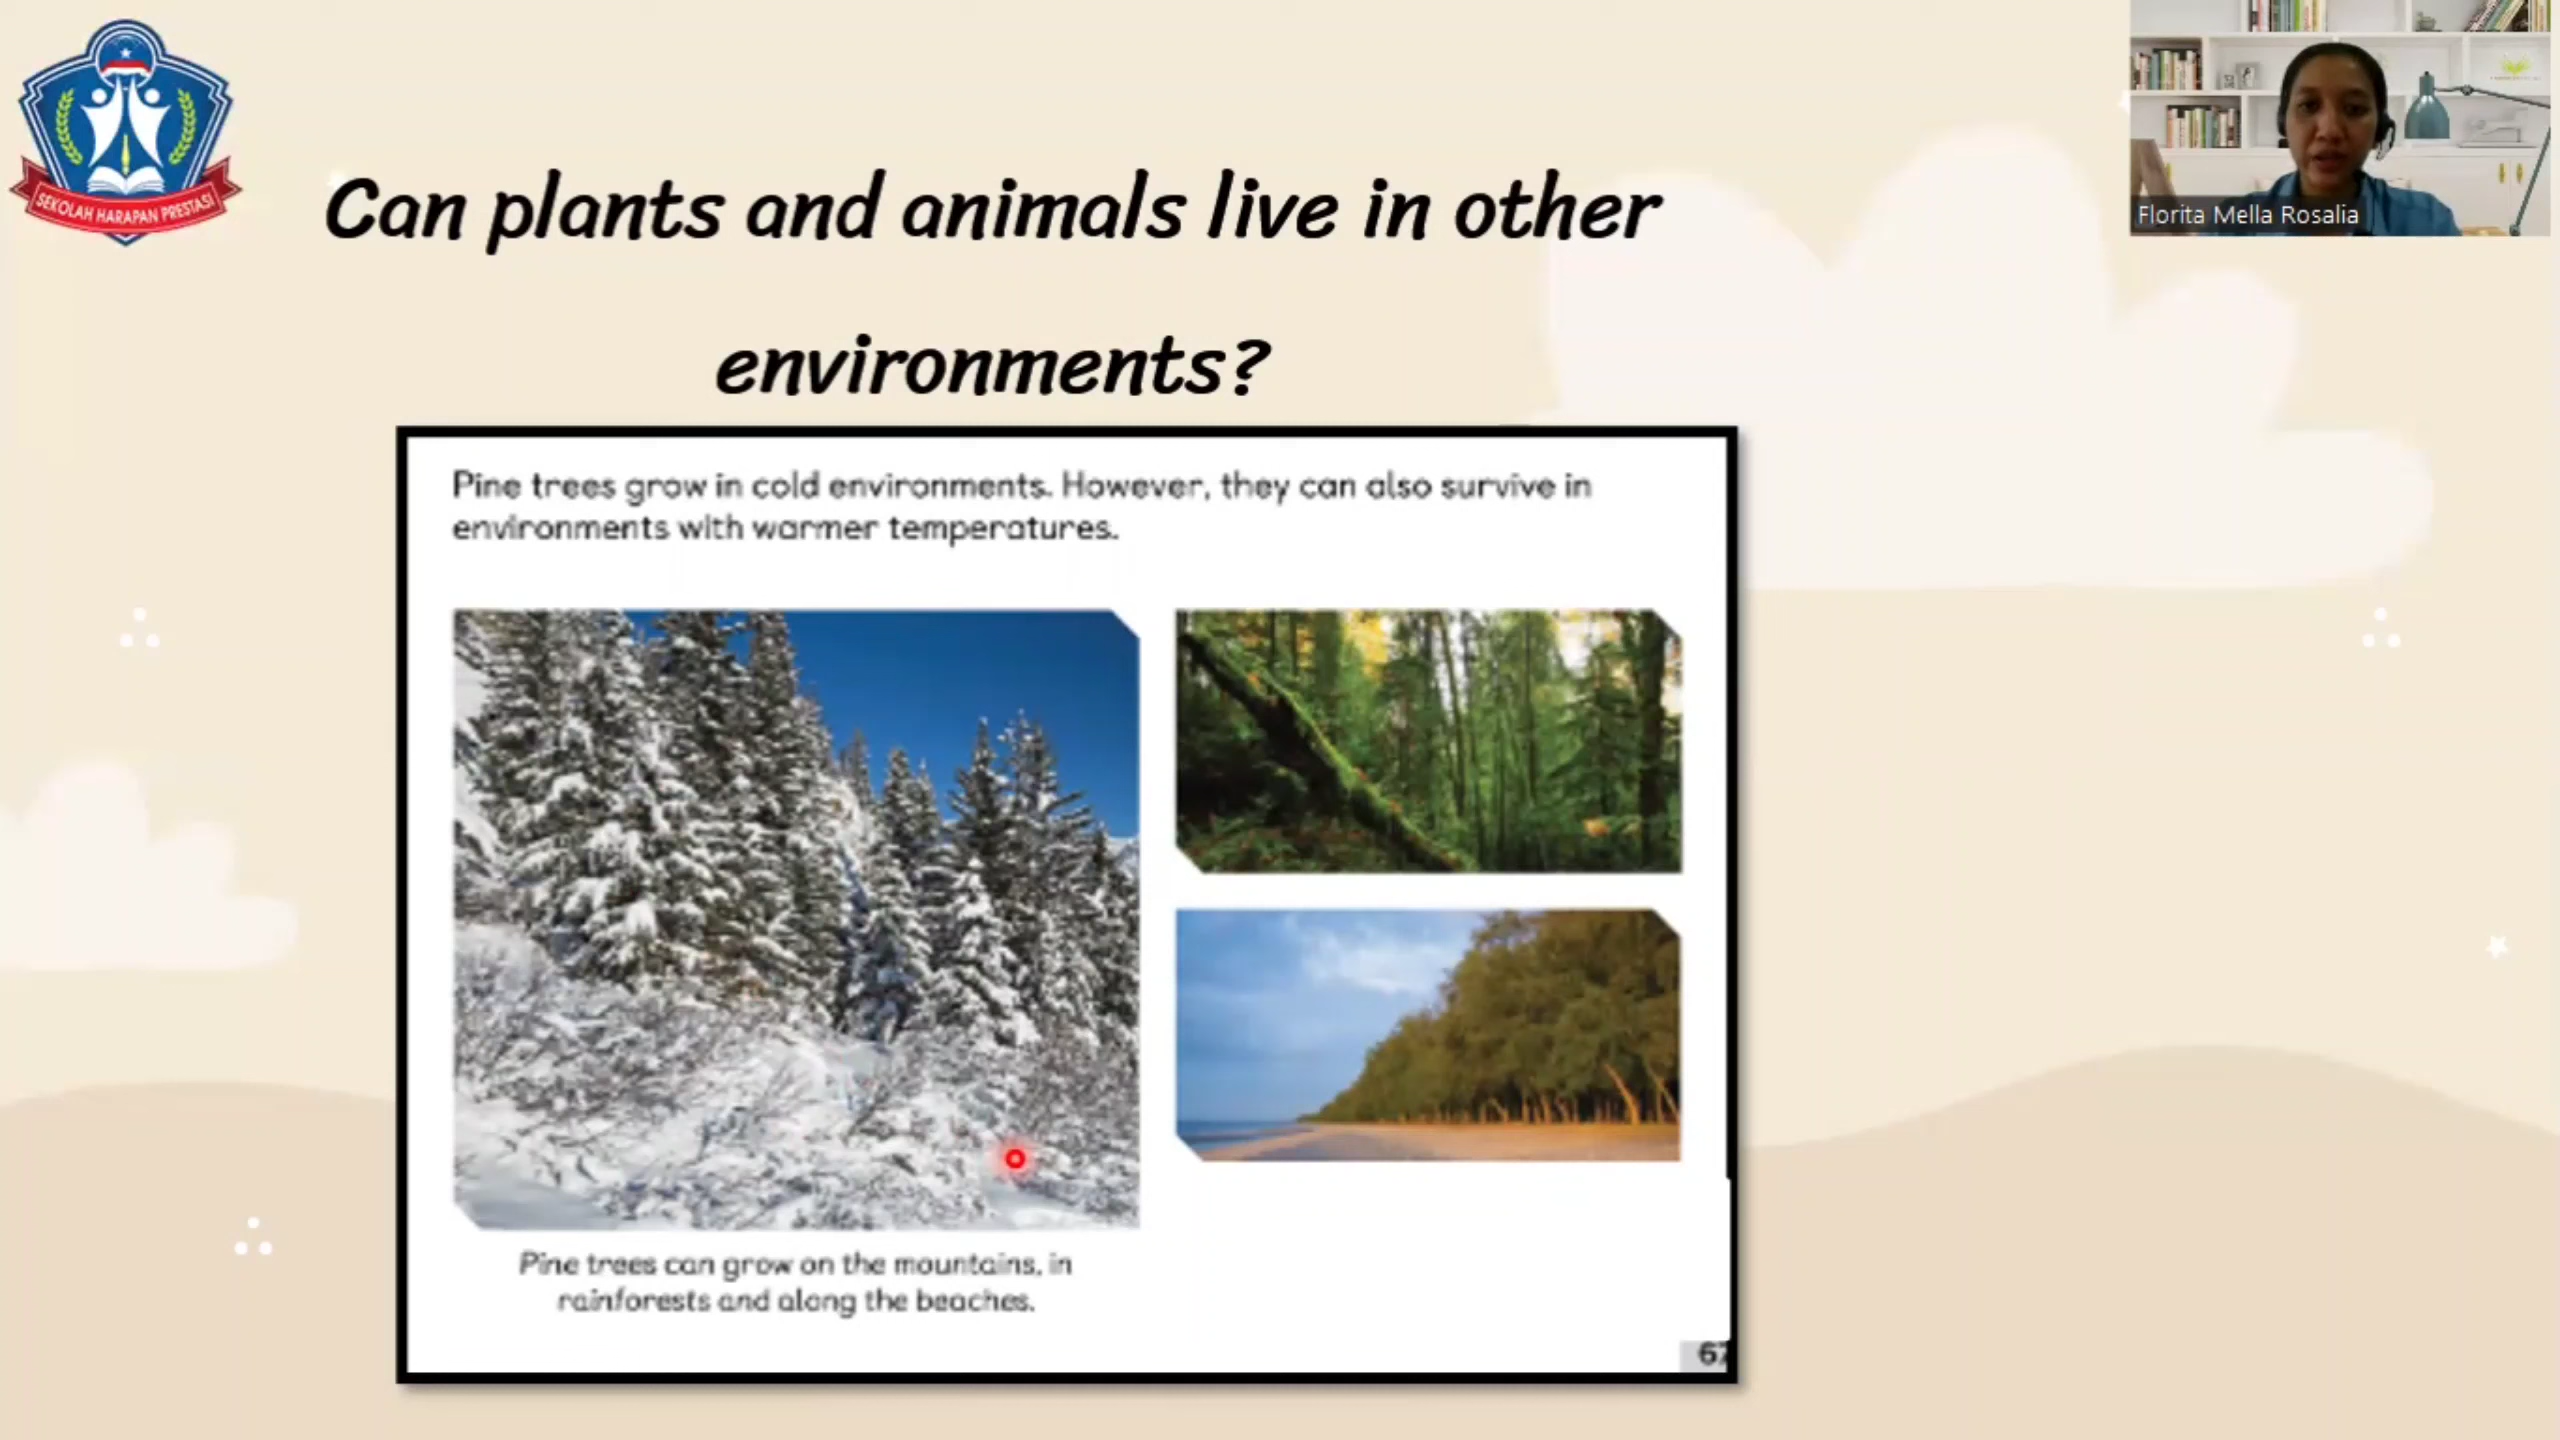 SEKOLAH HARAPAN PRESTASI
Florita Mella Rosalia
Can plants and animals live in other
environments?
Pine trees grow in cold environments. However, they can also survive in
environments with warmer temperatures.
Pine trees can grow on the mountains, in
rainforests and along the beaches.
67